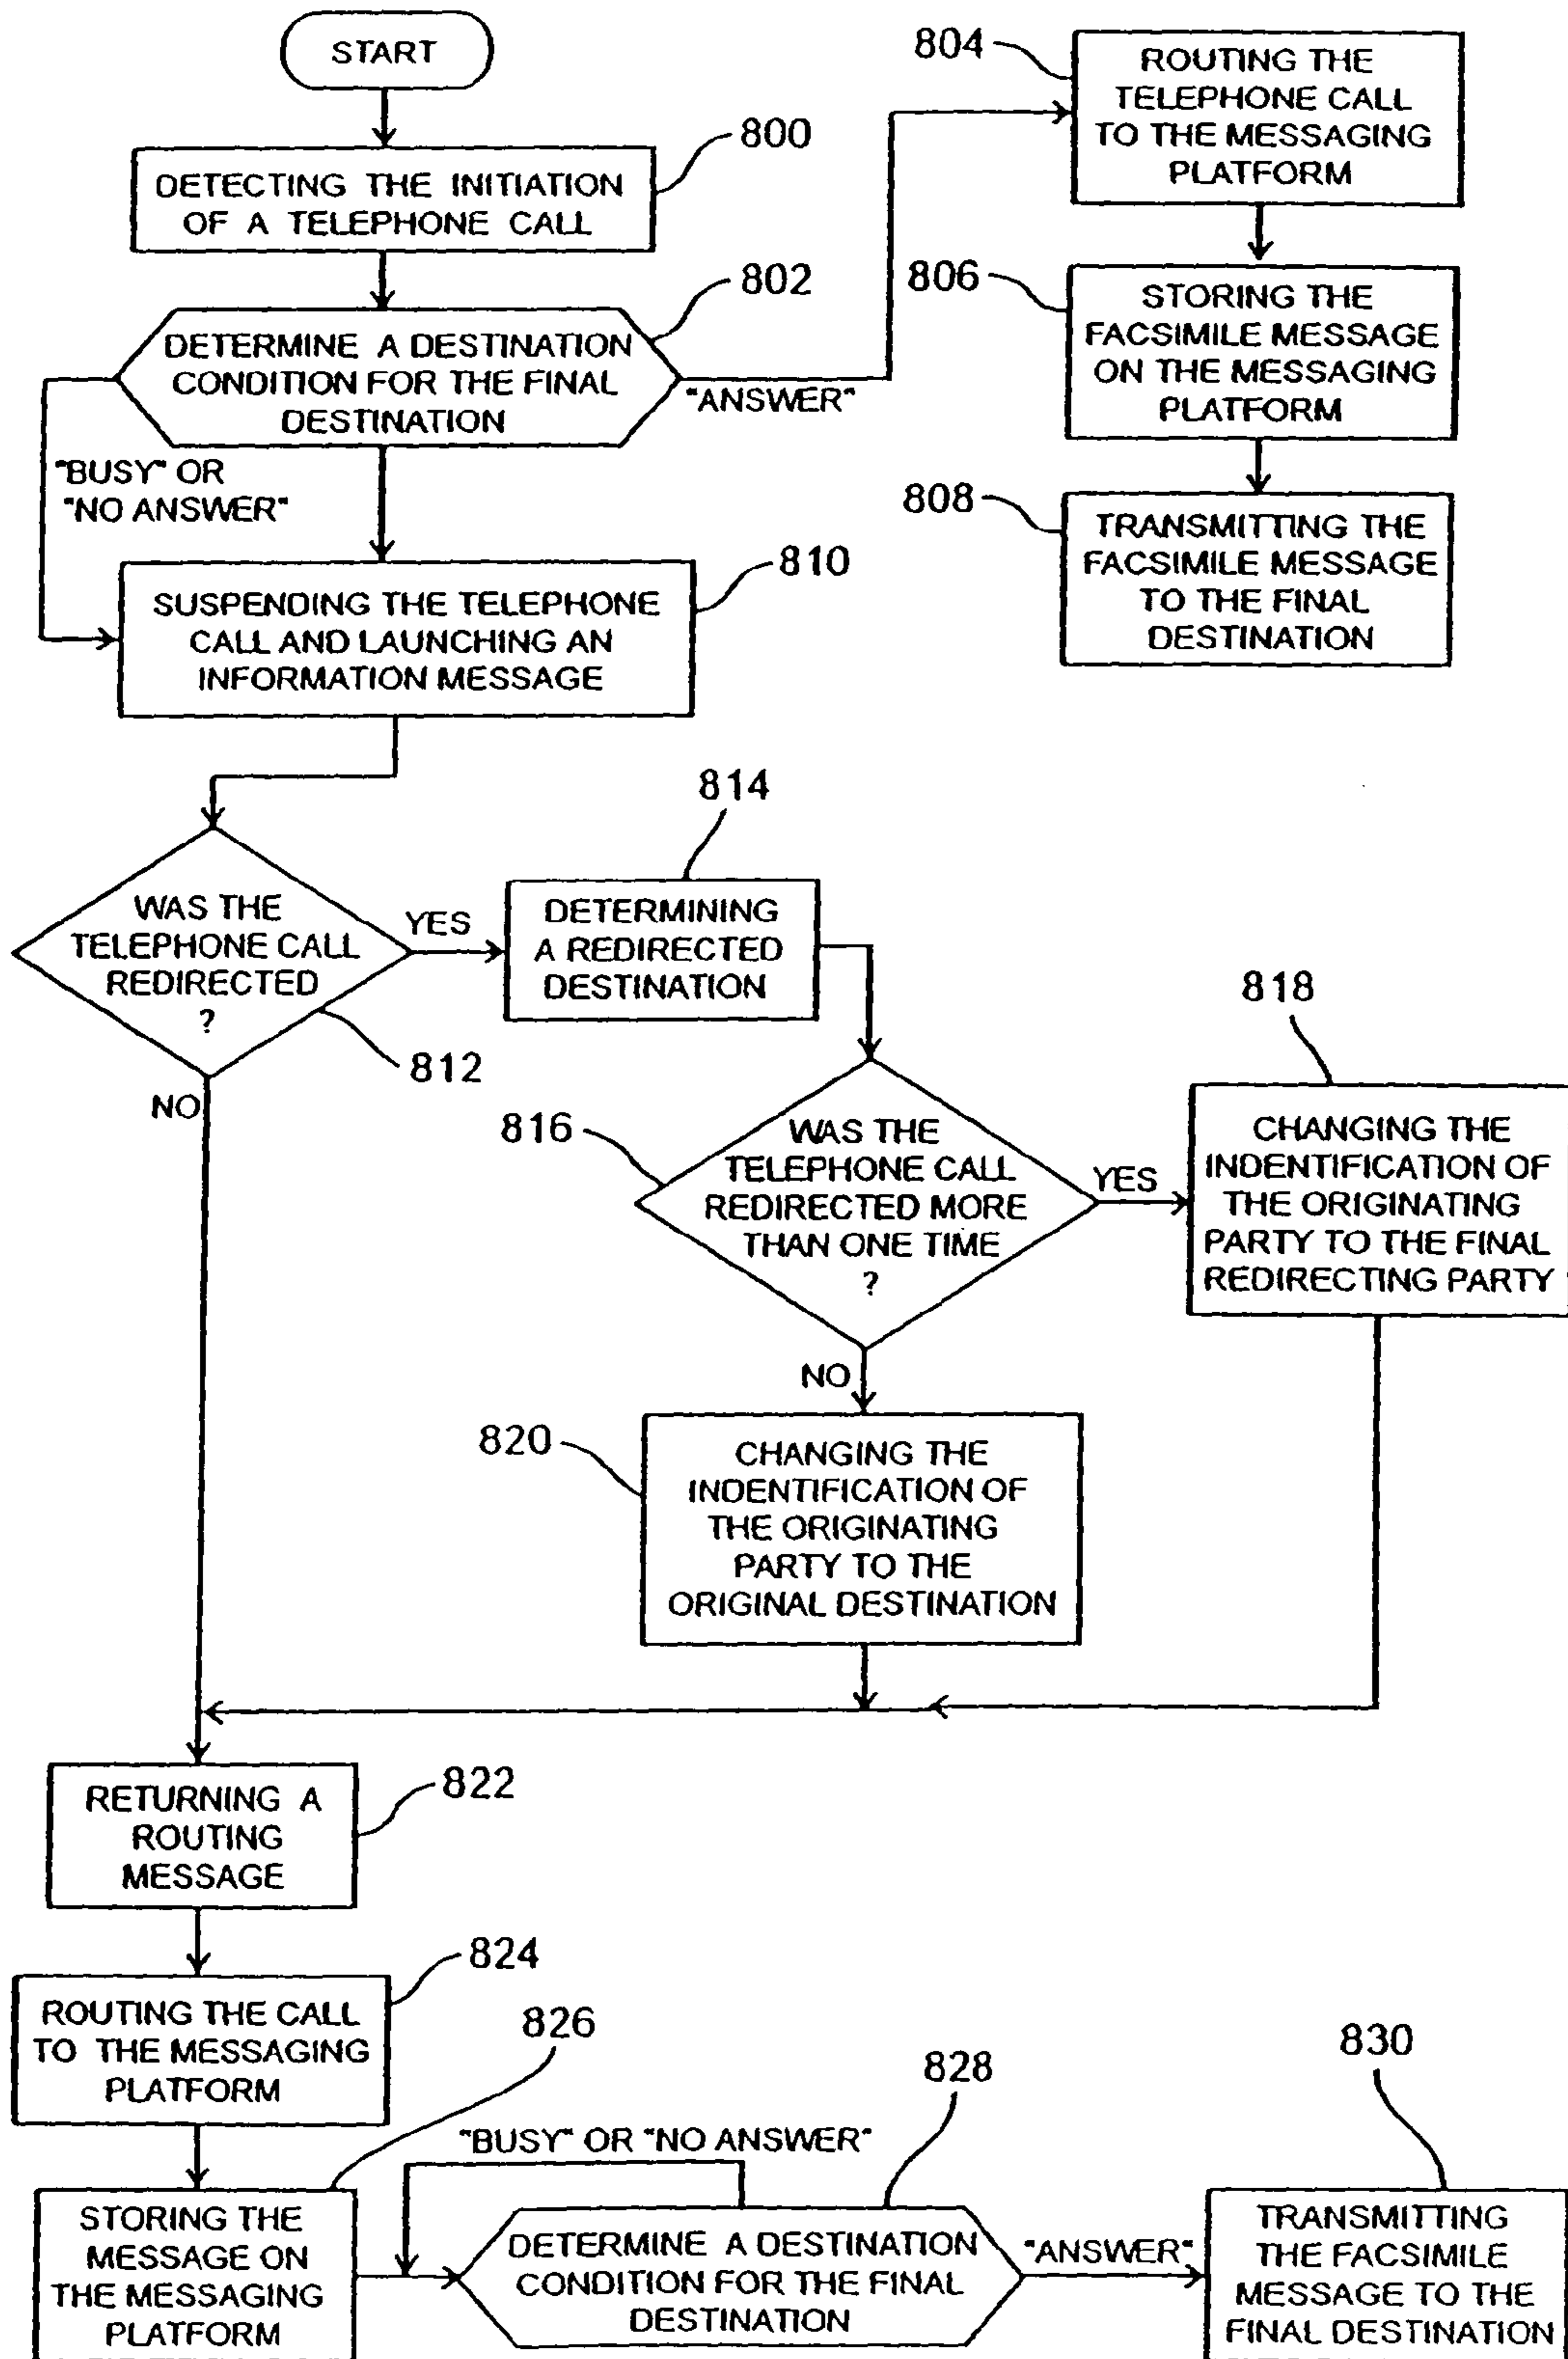 START
800
DETECTING THE INITIATION
OF A TELEPHONE CALL
802
DETERMINE A DESTINATION
CONDITION FOR THE FINAL
DESTINATION
"ANSWER"
"BUSY" OR
"NO ANSWER"
804
ROUTING THE
TELEPHONE CALL
TO THE MESSAGING
PLATFORM
806
STORING THE
FACSIMILE MESSAGE
ON THE MESSAGING
PLATFORM
808
TRANSMITTING THE
FACSIMILE MESSAGE
TO THE FINAL
DESTINATION
810
SUSPENDING THE TELEPHONE
CALL AND LAUNCHING AN
INFORMATION MESSAGE
WAS THE
TELEPHONE CALL
REDIRECTED
?
812
YES
NO
814
DETERMINING
A REDIRECTED
DESTINATION
816
WAS THE
TELEPHONE CALL
REDIRECTED MORE
THAN ONE TIME
?
YES
NO
818
CHANGING THE
INDENTIFICATION OF
THE ORIGINATING
PARTY TO THE FINAL
REDIRECTING PARTY
820
CHANGING THE
INDENTIFICATION OF
THE ORIGINATING
PARTY TO THE
ORIGINAL DESTINATION
822
RETURNING A
ROUTING
MESSAGE
824
ROUTING THE CALL
TO THE MESSAGING
PLATFORM
826
STORING THE
MESSAGE ON
THE MESSAGING
PLATFORM
"BUSY" OR "NO ANSWER"
828
DETERMINE A DESTINATION
CONDITION FOR THE FINAL
DESTINATION
"ANSWER"
830
TRANSMITTING
THE FACSIMILE
MESSAGE TO THE
FINAL DESTINATION